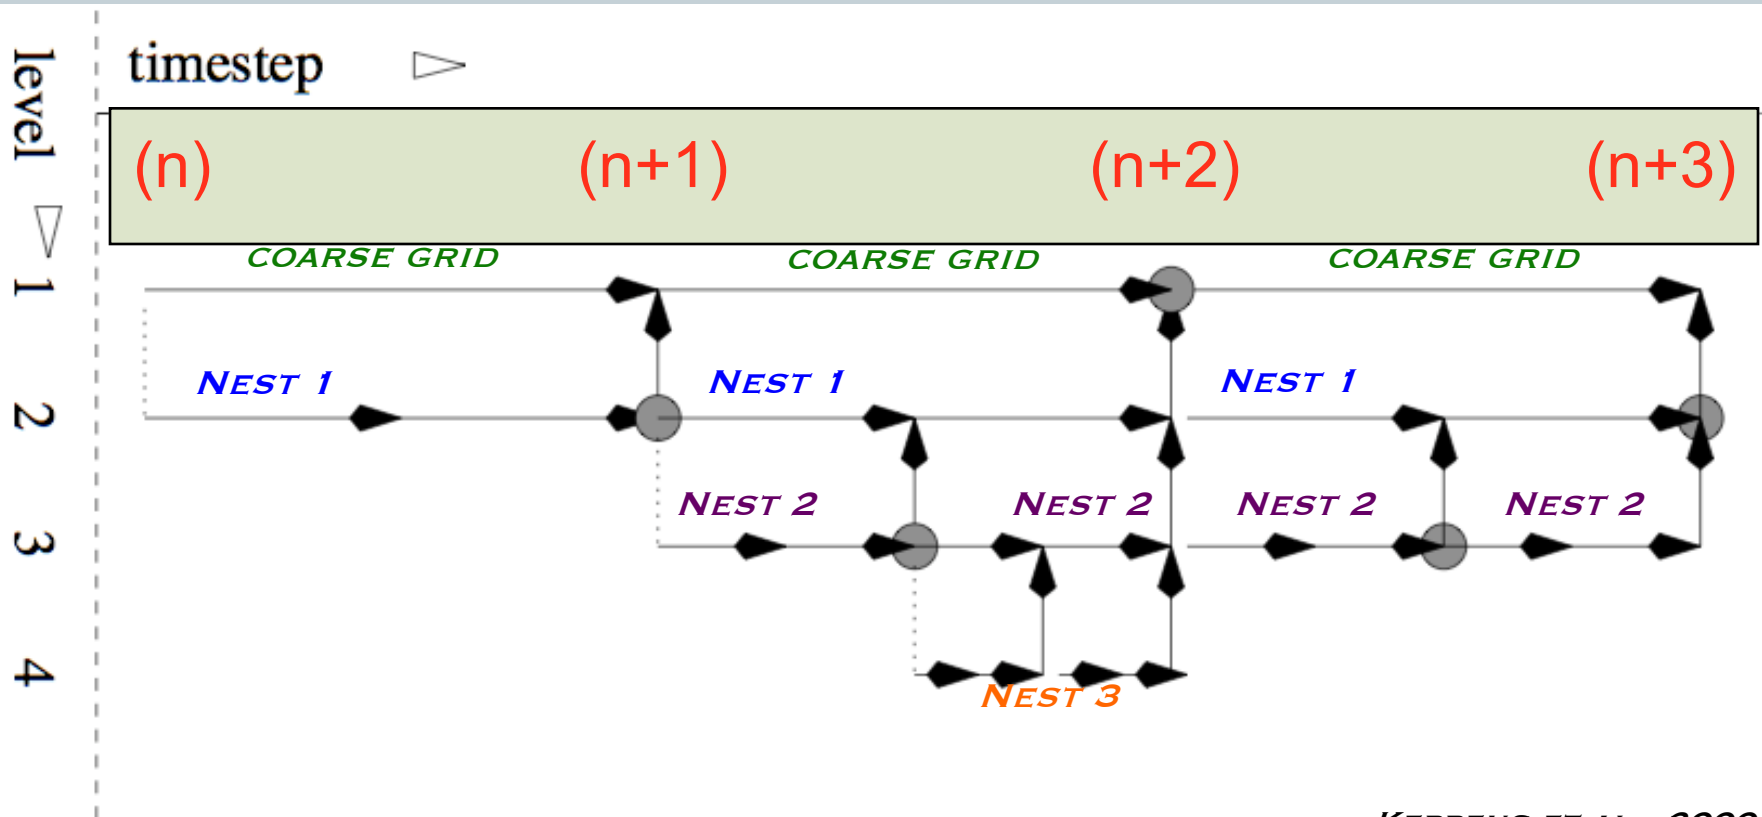 level
timestep
(n) (n+1) (n+2) (n+3)
COARSE GRID COARSE GRID COARSE GRID
1
NEST 1 NEST 1 NEST 1
2
NEST 2 NEST 2 NEST 2 NEST 2
3
4
NEST 3